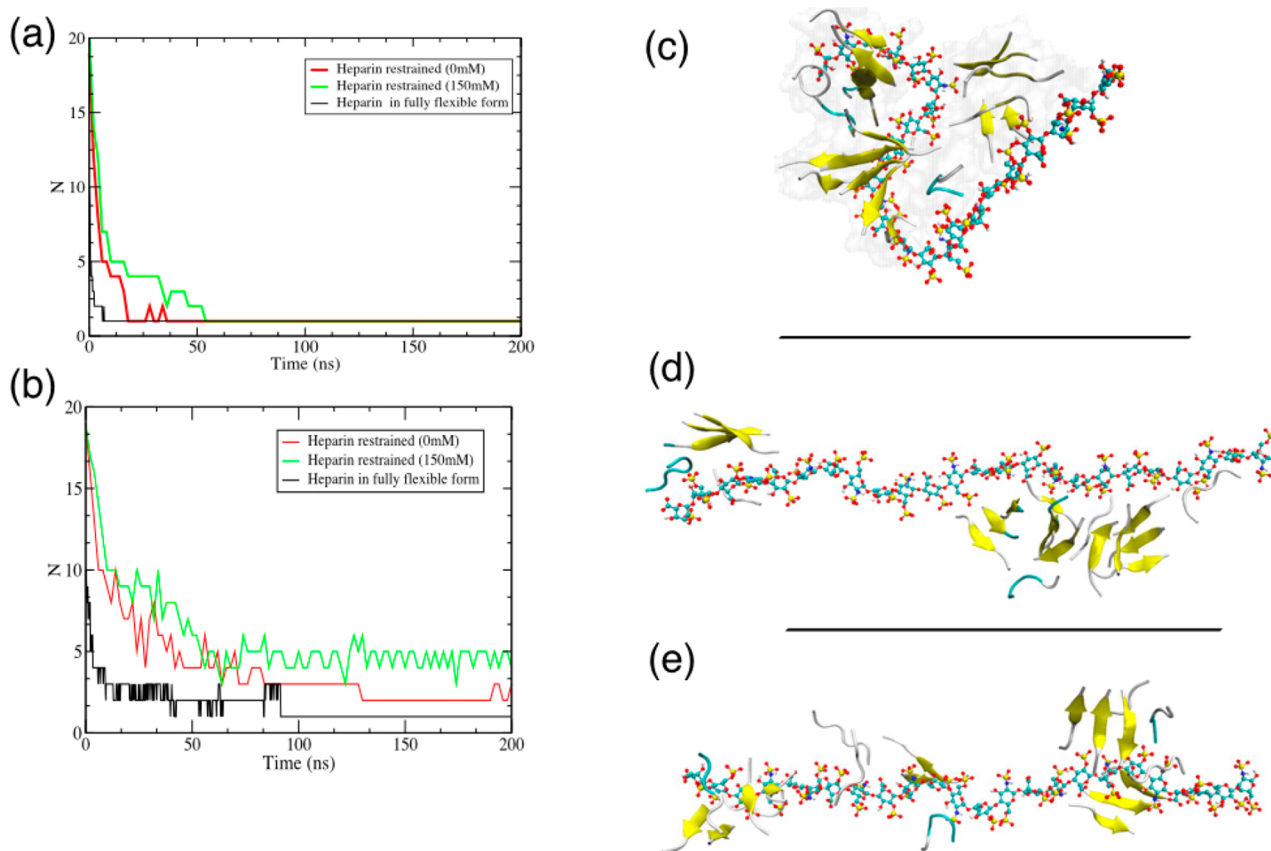 (a)
20
15
N
10
5
0
Heparin restrained (0mM)
Heparin restrained (150mM)
Heparin in fully flexible form
0
50
100
150
200
Time (ns)
(b)
20
15
N
10
5
0
Heparin restrained (0mM)
Heparin restrained (150mM)
Heparin in fully flexible form
0
50
100
150
200
Time (ns)
(c)
(d)
(e)